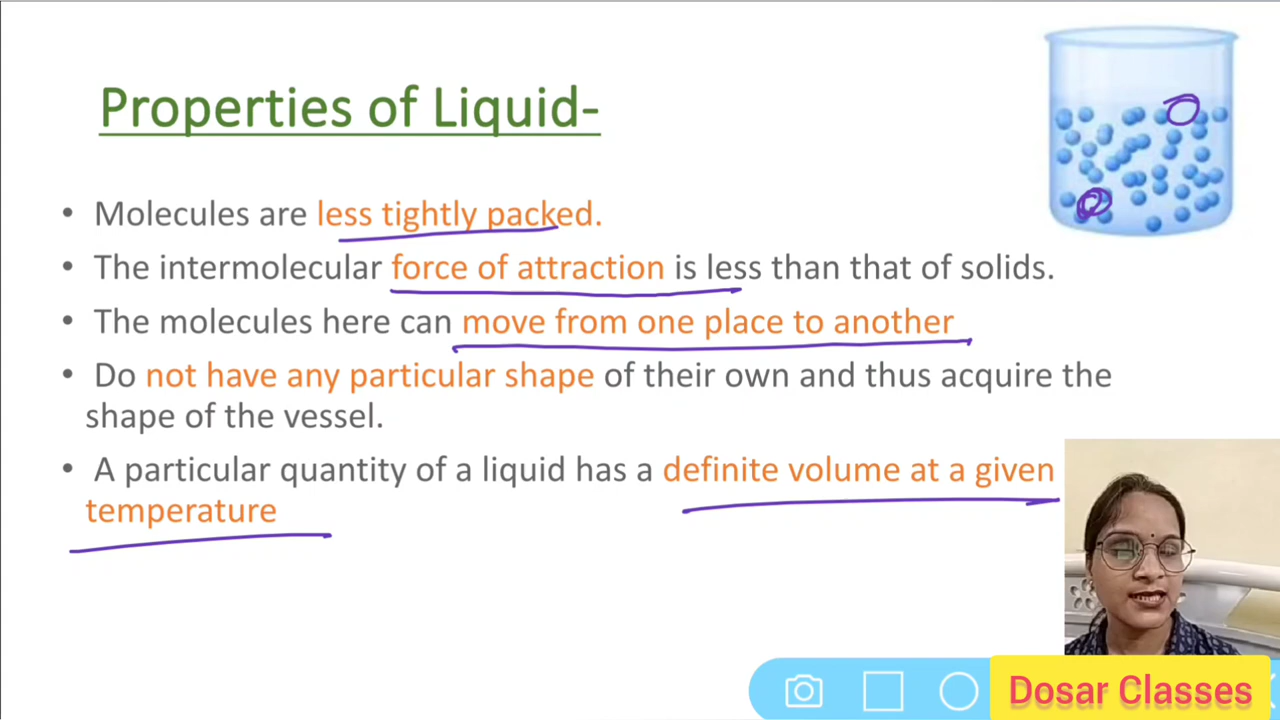 Properties of Liquid-
• Molecules are less tightly packed.
• The intermolecular force of attraction is less than that of solids.
• The molecules here can move from one place to another
• Do not have any particular shape of their own and thus acquire the
shape of the vessel.
• A particular quantity of a liquid has a definite volume at a given
temperature
Dosar Classes